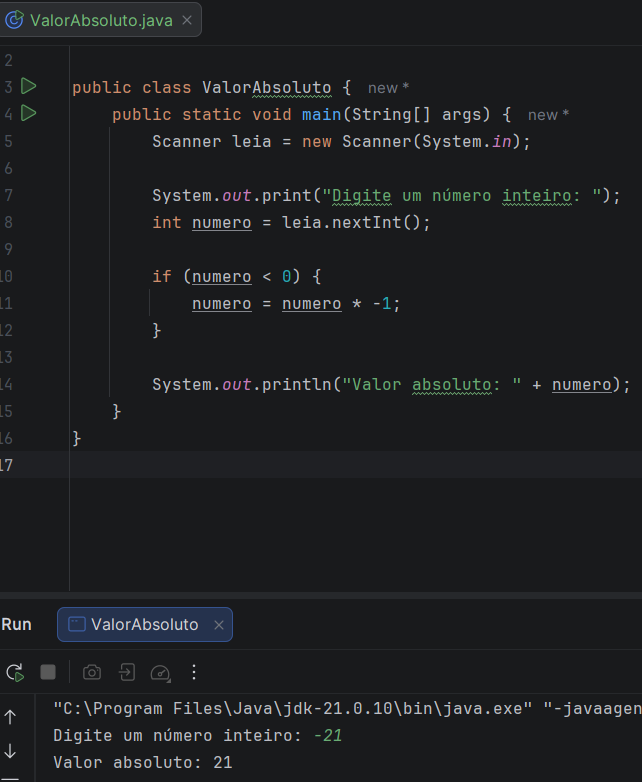 ValorAbsoluto.java
2
3 public class ValorAbsoluto { new *
4 public static void main(String[] args) { new *
5 Scanner leia = new Scanner(System.in);
6
7 System.out.print("Digite um número inteiro: ");
8 int numero = leia.nextInt();
9
10 if (numero < 0) {
11 numero = numero * -1;
12 }
13
14 System.out.println("Valor absoluto: " + numero);
15 }
16 }
17
Run ValorAbsoluto
"C:\Program Files\Java\jdk-21.0.10\bin\java.exe" "-javaagen
Digite um número inteiro: -21
Valor absoluto: 21